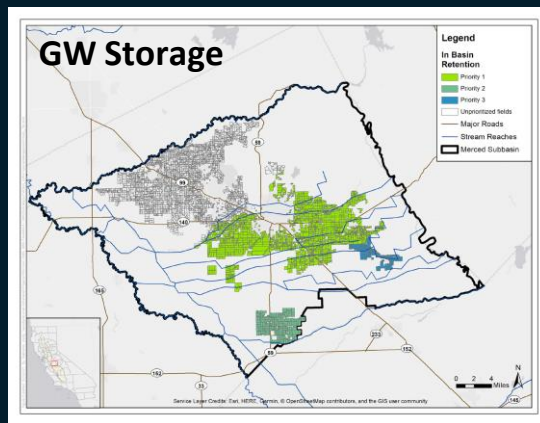 GW Storage
Legend
In Basin
Retention
Priority 1
Priority 2
Priority 3
Unprioritized fields
Major Roads
Stream Reaches
Merced Subbasin
59
99
140
165
99
233
152
152
33
145
N
0 2 4
Miles
Service Layer Credits: Esri, HERE, Garmin, © OpenStreetMap contributors, and the GIS user community